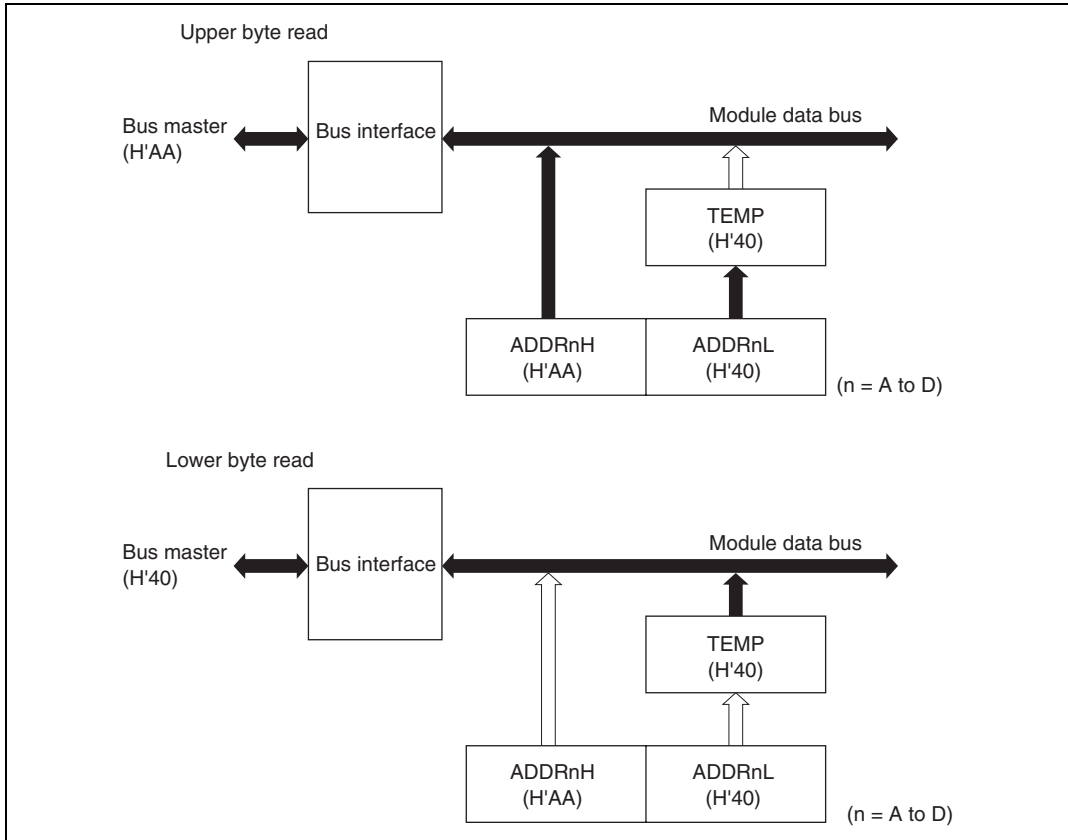 Upper byte read
Bus master
(H'AA)
Bus interface
Module data bus
TEMP
(H'40)
ADDRnH
(H'AA)
ADDRnL
(H'40)
(n = A to D)
Lower byte read
Bus master
(H'40)
Bus interface
Module data bus
TEMP
(H'40)
ADDRnH
(H'AA)
ADDRnL
(H'40)
(n = A to D)